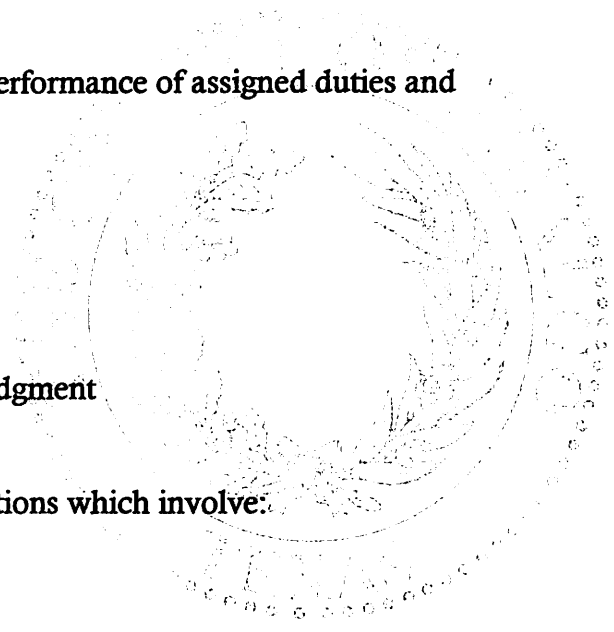 erformance of assigned duties and
dgment
tions which involve: